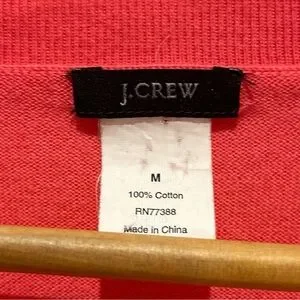 J.CREW
M
100% Cotton
RN77388
Made in China